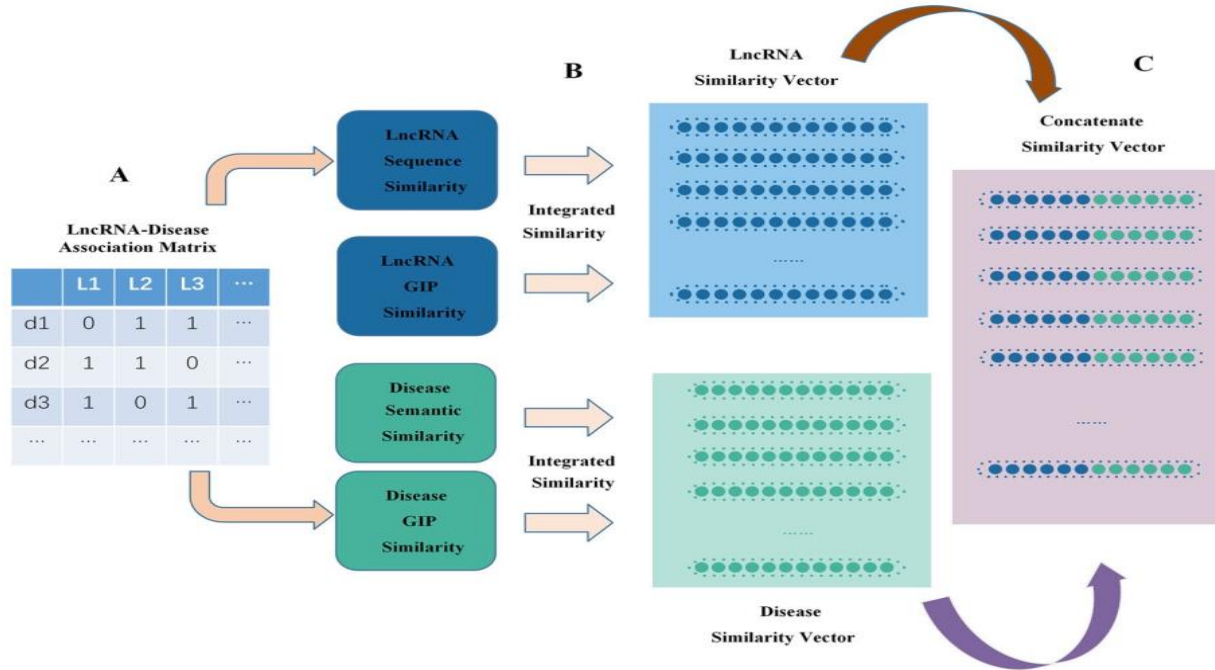 A
LncRNA-Disease
Association Matrix
L1 L2 L3 ...
d1 0 1 1 ...
d2 1 1 0 ...
d3 1 0 1 ...
... ... ... ... ...
B
LncRNA
Sequence
Similarity
LncRNA
GIP
Similarity
Disease
Semantic
Similarity
Disease
GIP
Similarity
Integrated
Similarity
Integrated
Similarity
LncRNA
Similarity Vector
......
......
Disease
Similarity Vector
C
Concatenate
Similarity Vector
......